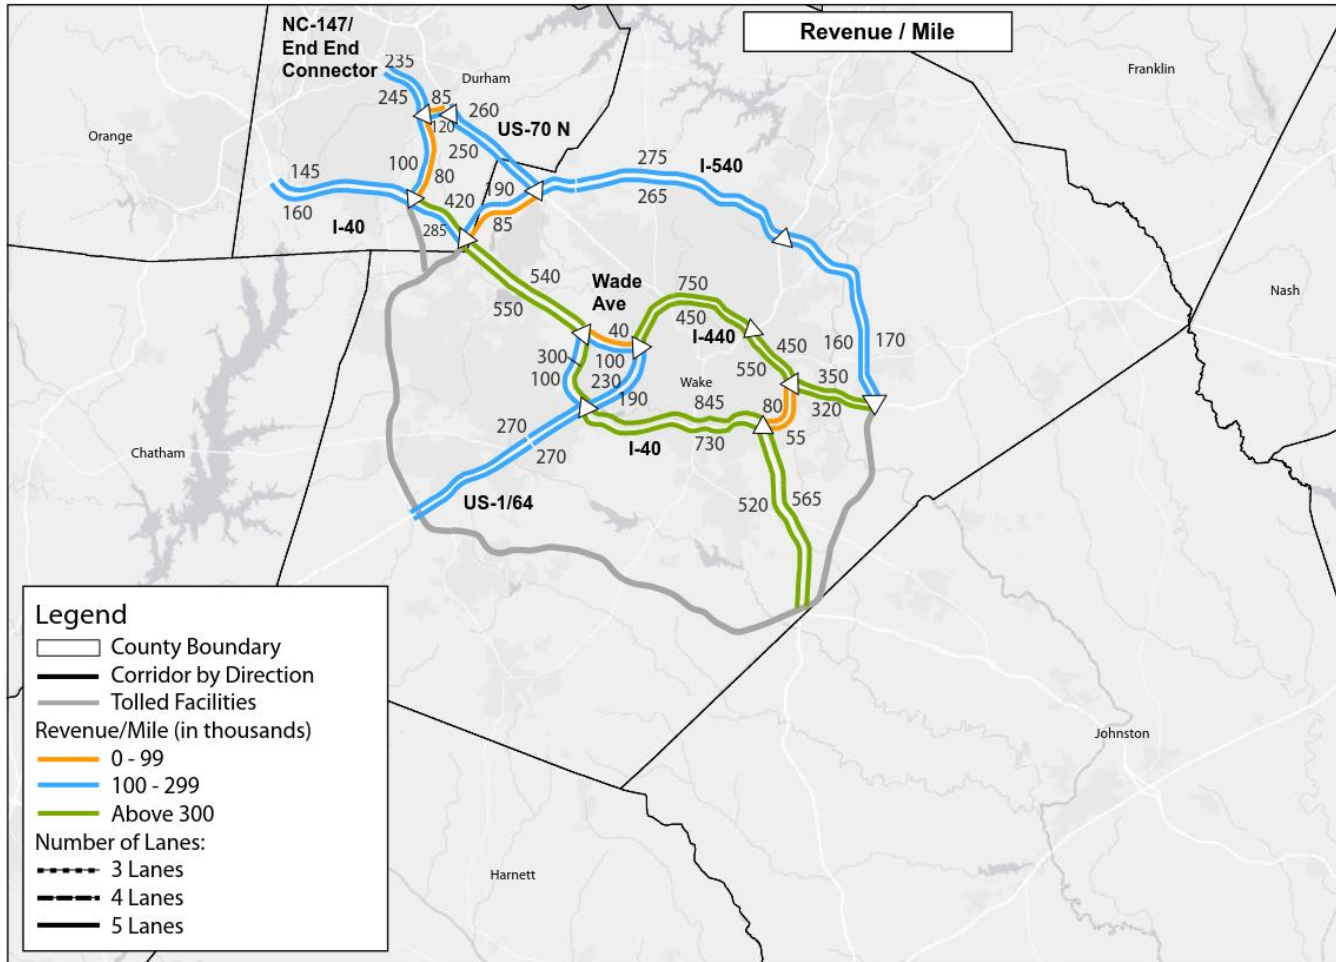 Revenue / Mile
NC-147/
End End
Connector
235
Durham
Franklin
245
85
260
120
US-70 N
Orange
250
100
80
145
160
I-40
420
285
190
85
275
265
I-540
540
550
Wade
Ave
40
100
300
100
230
190
750
450
I-440
450
550
350
320
160
170
Nash
Wake
845
730
80
55
I-40
270
270
US-1/64
Chatham
520
565
Johnston
Harnett
Legend
County Boundary
Corridor by Direction
Tolled Facilities
Revenue/Mile (in thousands)
0 - 99
100 - 299
Above 300
Number of Lanes:
3 Lanes
4 Lanes
5 Lanes